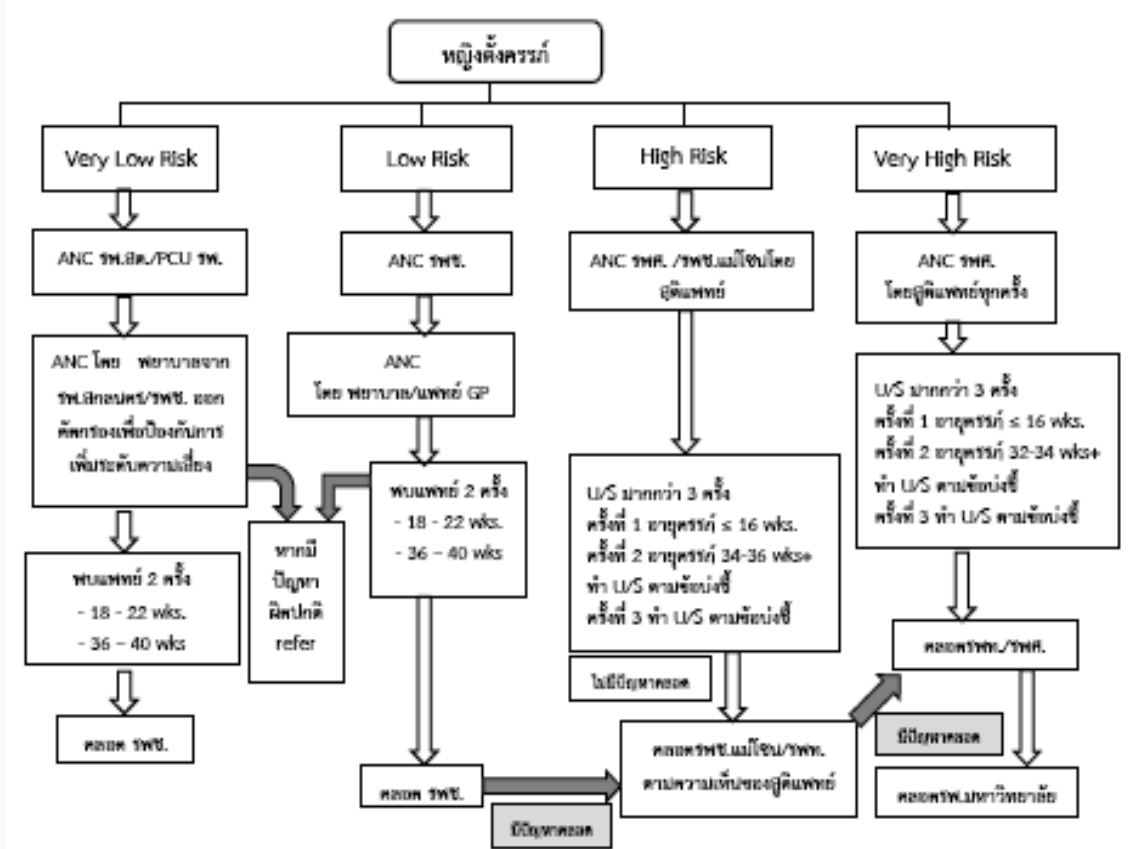 หญิงตั้งครรภ์
Very Low Risk
Low Risk
High Risk
Very High Risk
ANC รพ.สต./PCU รพ.
ANC รพช.
ANC รพศ. /รพช.แม่โซนโดย
สูติแพทย์
ANC รพศ.
โดยสูติแพทย์ทุกครั้ง
ANC โดย พยาบาลจาก
รพ.สกลนคร/รพช. ออก
คัดกรองเพื่อป้องกันการ
เพิ่มระดับความเสี่ยง
ANC
โดย พยาบาล/แพทย์ GP
U/S มากกว่า 3 ครั้ง
ครั้งที่ 1 อายุครรภ์ ≤ 16 wks.
ครั้งที่ 2 อายุครรภ์ 32-34 wks+
ทำ U/S ตามข้อบ่งชี้
ครั้งที่ 3 ทำ U/S ตามข้อบ่งชี้
พบแพทย์ 2 ครั้ง
- 18 - 22 wks.
- 36 – 40 wks
U/S มากกว่า 3 ครั้ง
ครั้งที่ 1 อายุครรภ์ ≤ 16 wks.
ครั้งที่ 2 อายุครรภ์ 34-36 wks+
ทำ U/S ตามข้อบ่งชี้
ครั้งที่ 3 ทำ U/S ตามข้อบ่งชี้
หากมี
ปัญหา
ผิดปกติ
refer
พบแพทย์ 2 ครั้ง
- 18 - 22 wks.
- 36 – 40 wks
คลอดรพท./รพศ.
ไม่มีปัญหาคลอด
คลอด รพช.
คลอดรพช.แม่โซน/รพท.
ตามความเห็นของสูติแพทย์
มีปัญหาคลอด
คลอด รพช.
คลอดรพ.มหาวิทยาลัย
มีปัญหาคลอด